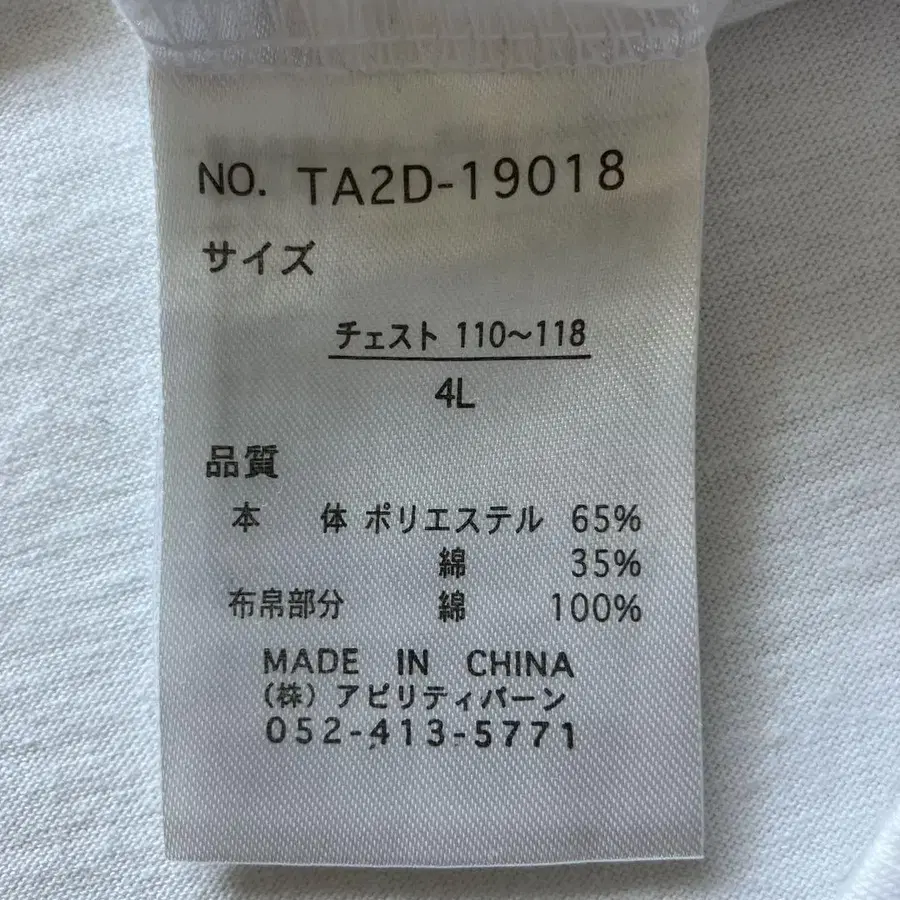 NO. TA2D-19018
サイズ
チェスト 110～118
4L
品質
本 体 ポリエステル 65%
綿 35%
布帛部分 綿 100%
MADE IN CHINA
（株）アビリティバーン
052-413-5771